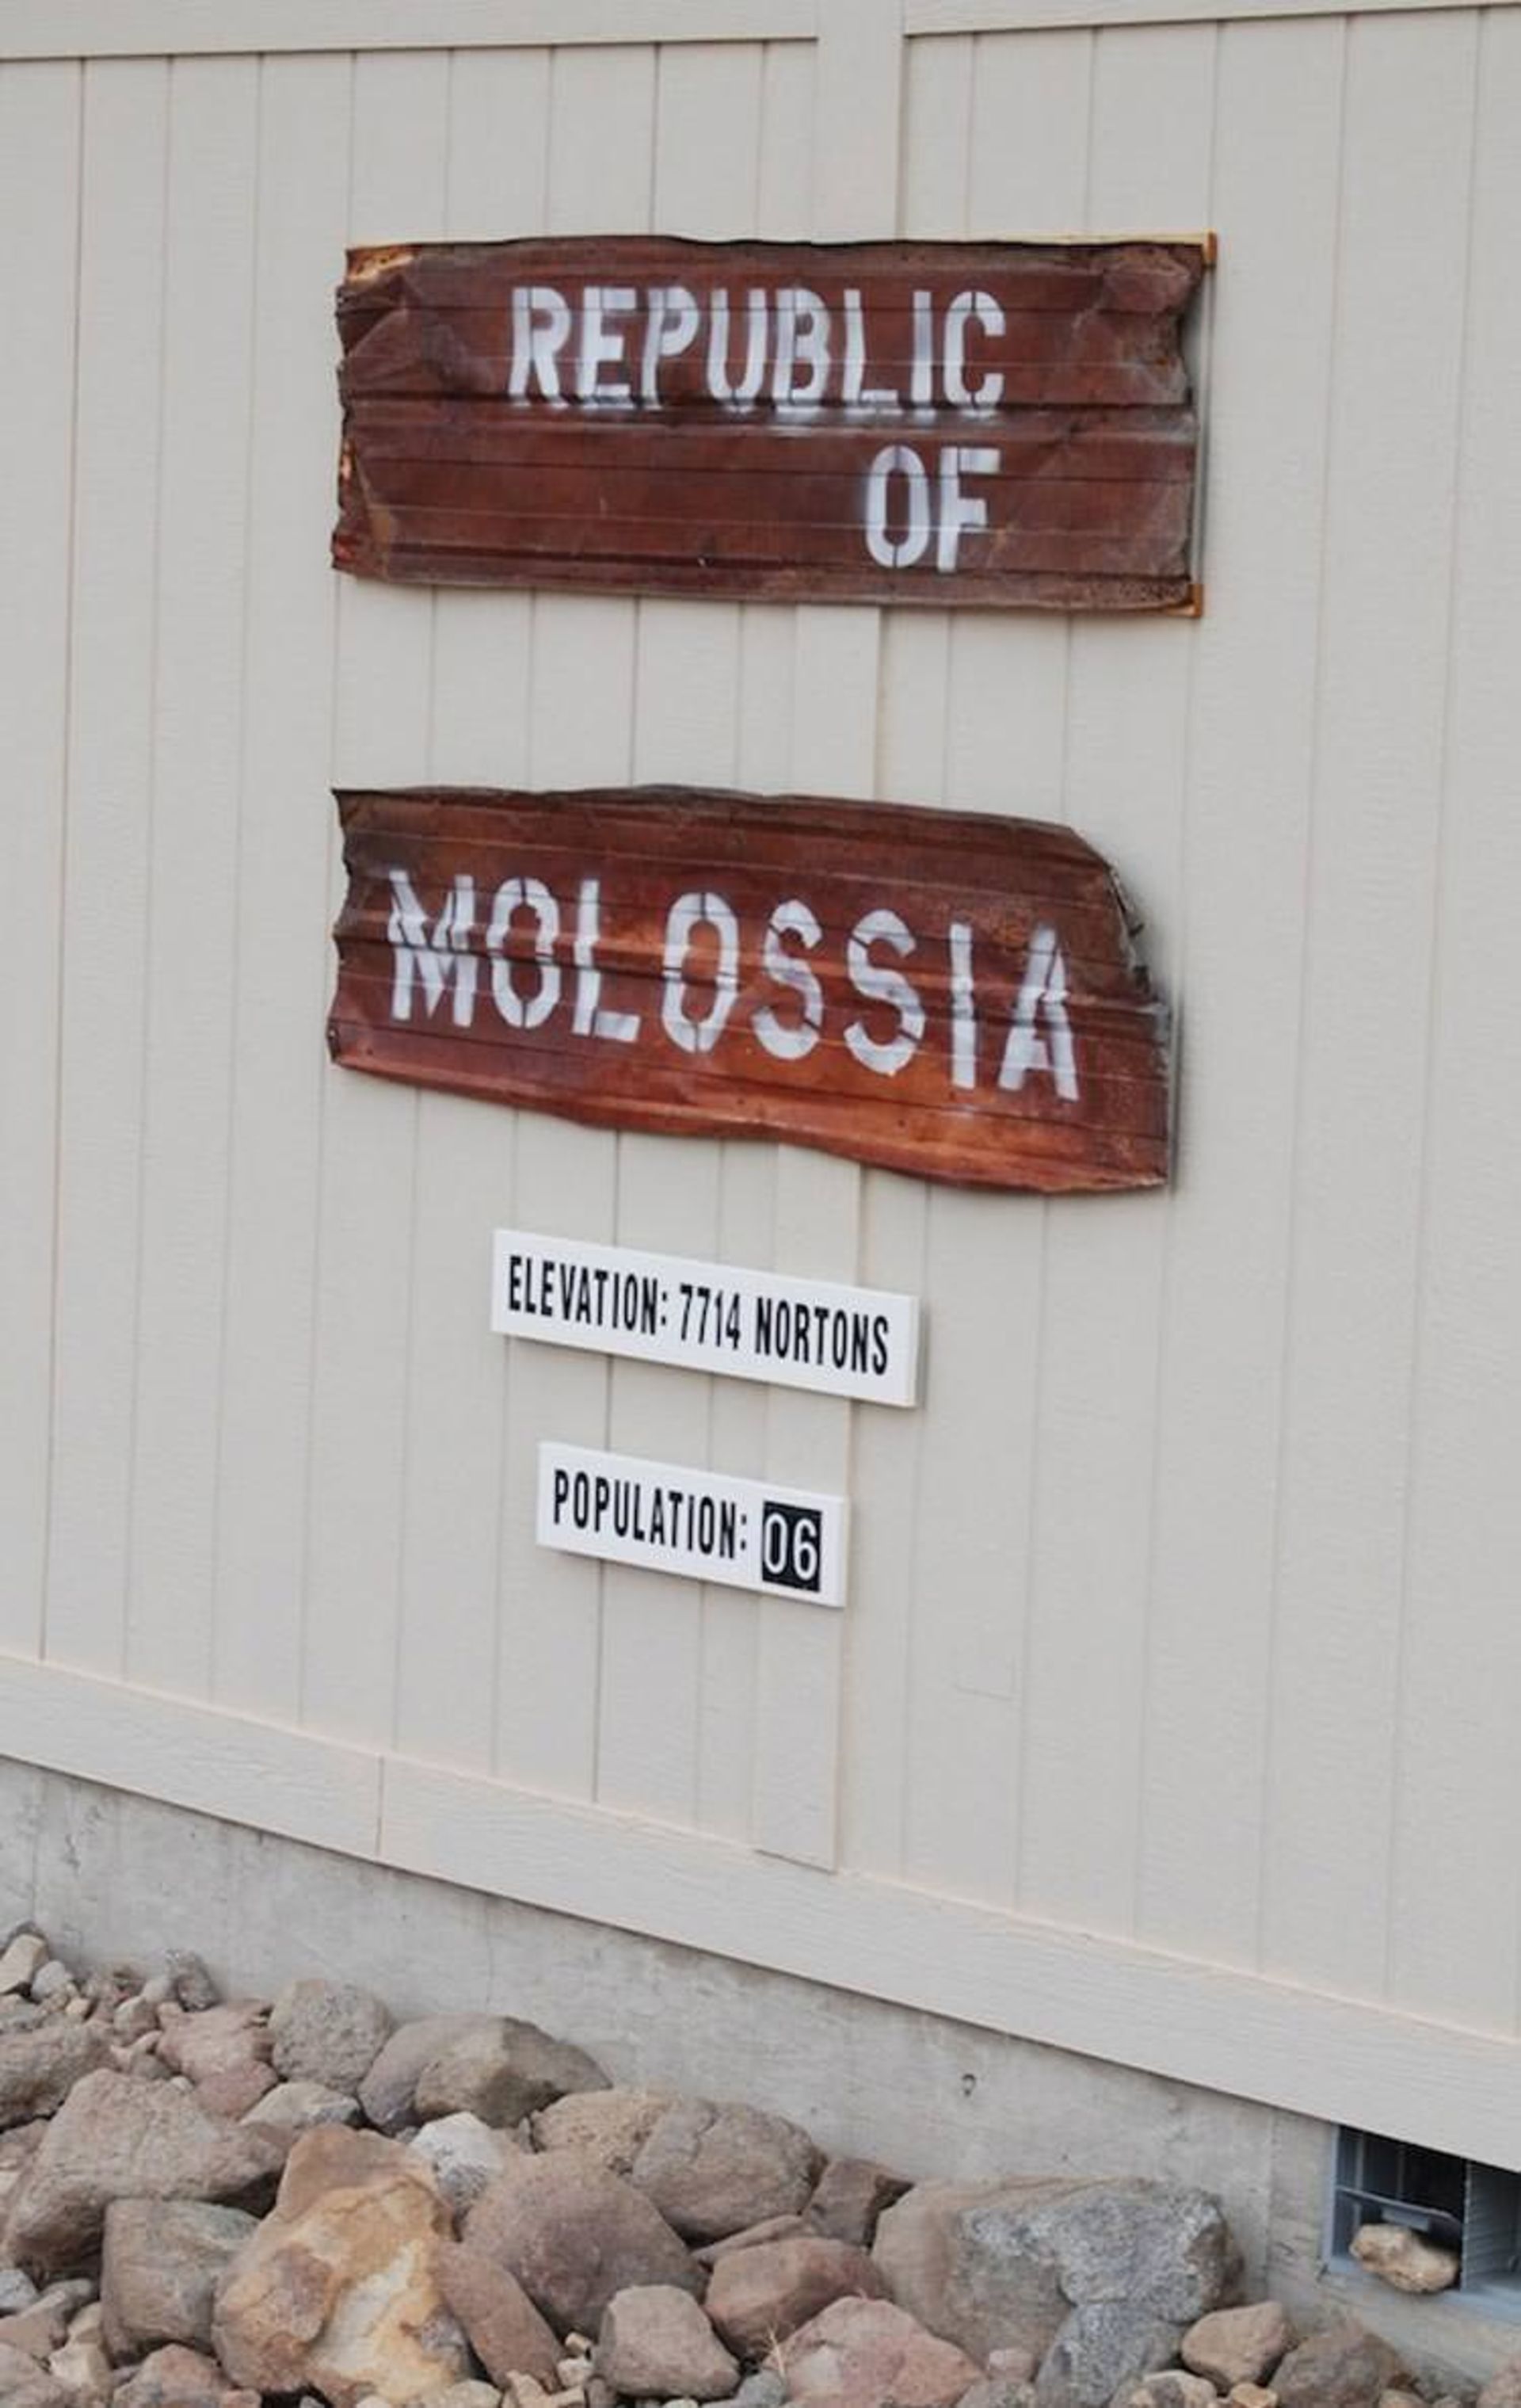 REPUBLIC
OF
MOLOSSIA
ELEVATION: 7714 NORTONS
POPULATION: 06